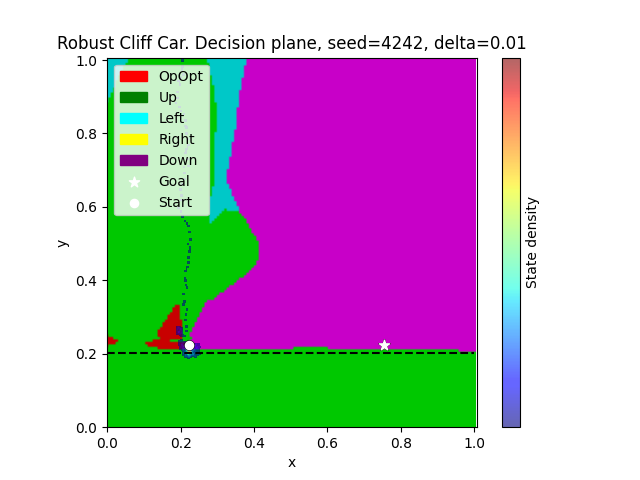 Robust Cliff Car. Decision plane, seed=4242, delta=0.01
1.0
0.8
0.6
0.4
0.2
0.0
y
OpOpt
Up
Left
Right
Down
Goal
Start
0.0 0.2 0.4 0.6 0.8 1.0
x
State density